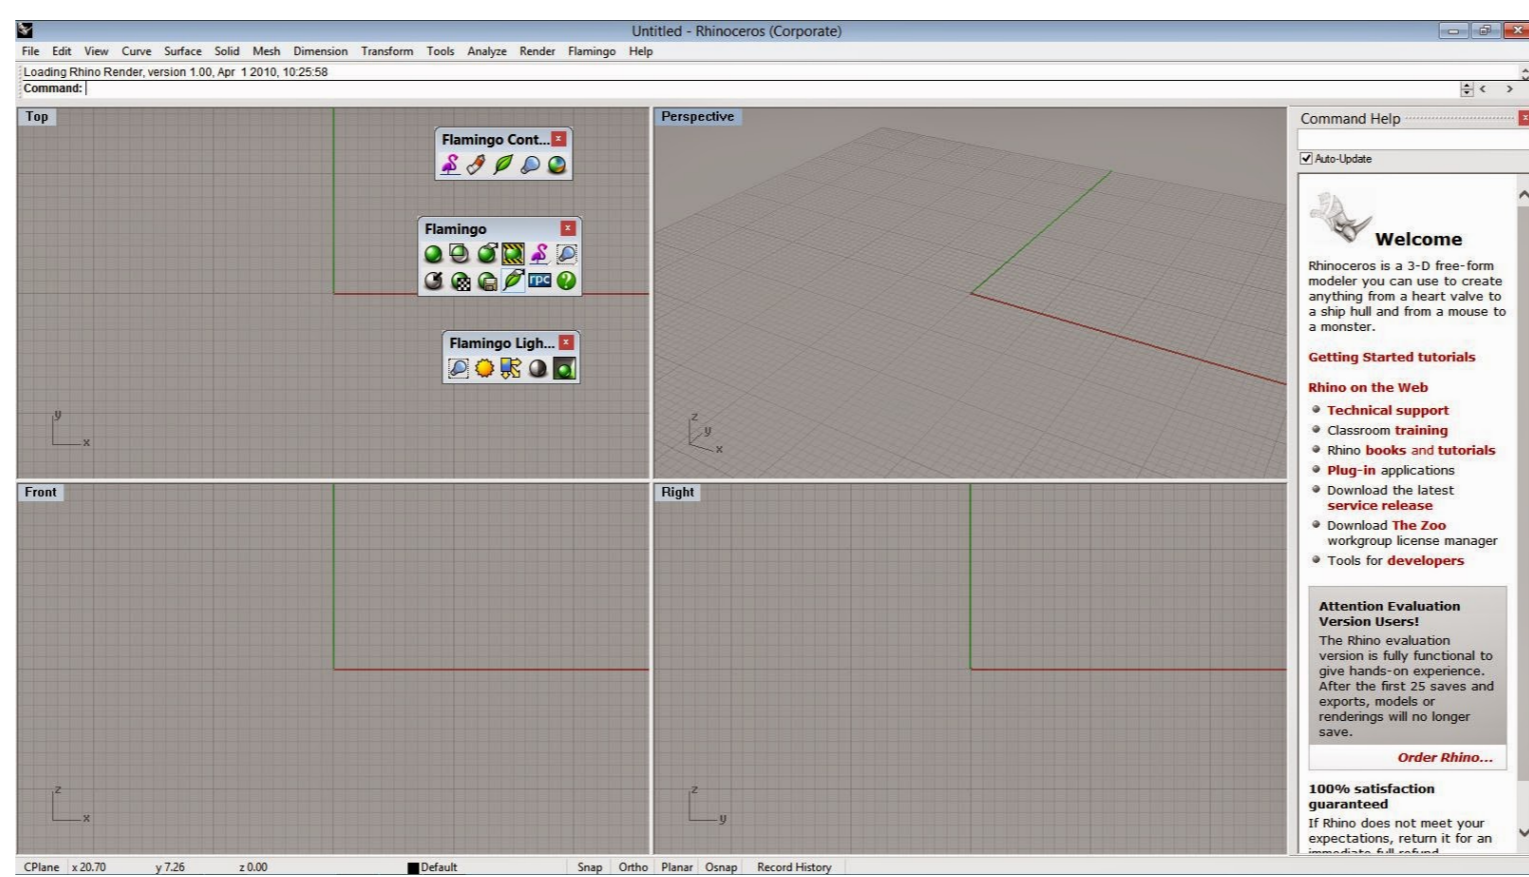 Untitled - Rhinoceros (Corporate)
File Edit View Curve Surface Solid Mesh Dimension Transform Tools Analyze Render Flamingo Help
Loading Rhino Render, version 1.00, Apr 1 2010, 10:25:58
Command:
Top
Flamingo Cont...
Flamingo
rpc
Flamingo Ligh...
y
x
Perspective
z
y
x
Front
z
x
Right
z
y
Command Help
Auto-Update
Welcome
Rhinoceros is a 3-D free-form
modeler you can use to create
anything from a heart valve to
a ship hull and from a mouse to
a monster.
Getting Started tutorials
Rhino on the Web
Technical support
Classroom training
Rhino books and tutorials
Plug-in applications
Download the latest
service release
Download The Zoo
workgroup license manager
Tools for developers
Attention Evaluation
Version Users!
The Rhino evaluation
version is fully functional to
give hands-on experience.
After the first 25 saves and
exports, models or
renderings will no longer
save.
Order Rhino...
100% satisfaction
guaranteed
If Rhino does not meet your
expectations, return it for an
immediate full refund
CPlane x 20.70 y 7.26 z 0.00 Default Snap Ortho Planar Osnap Record History